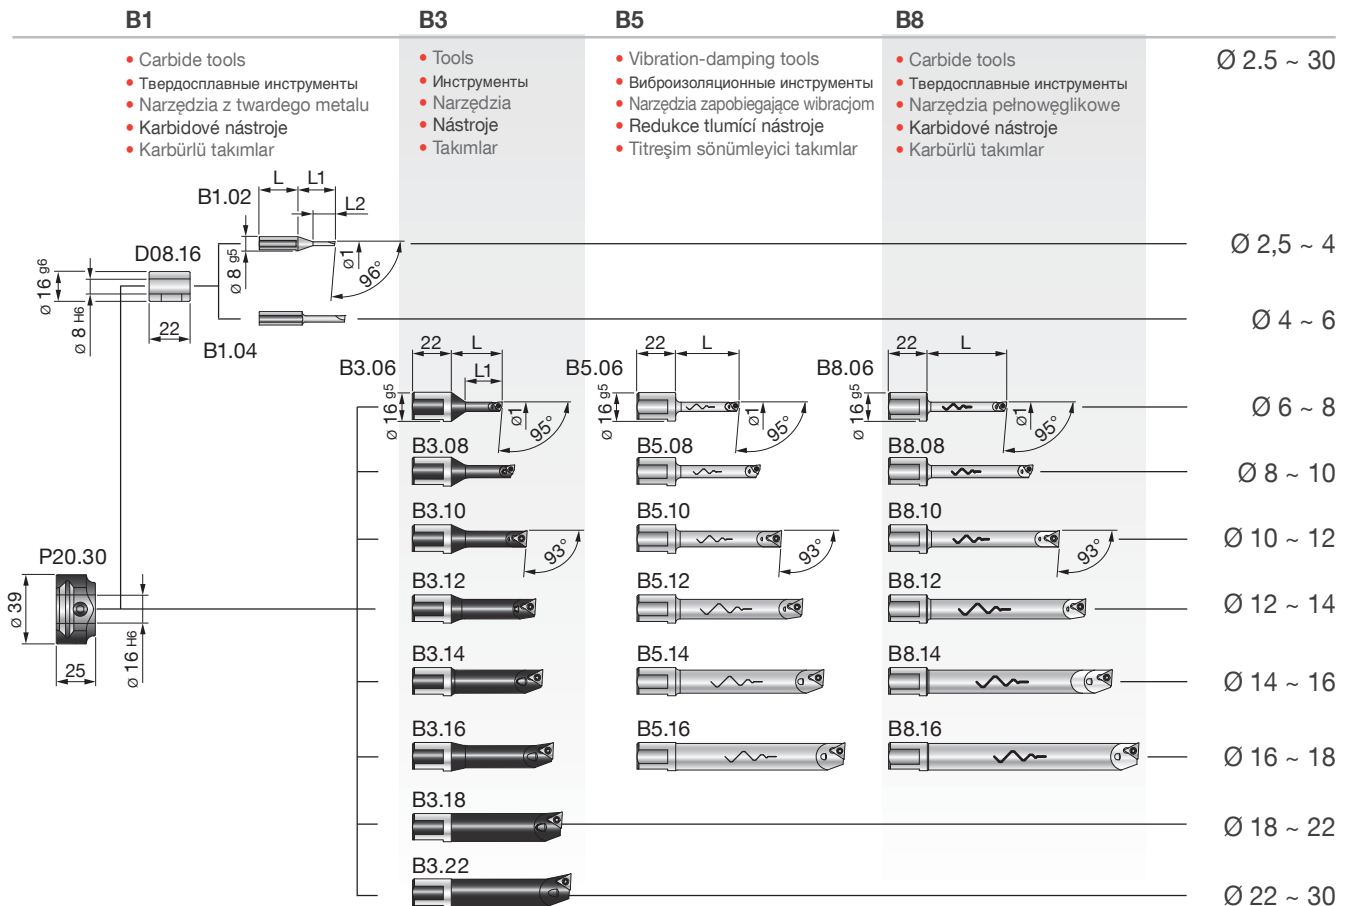 B1
B3
B5
B8
• Carbide tools
• Твердосплавные инструменты
• Narzędzia z twardego metalu
• Karbidové nástroje
• Karbürlü takımlar
• Tools
• Инструменты
• Narzędzia
• Nástroje
• Takımlar
• Vibration-damping tools
• Виброизоляционные инструменты
• Narzędzia zapobiegające wibracjom
• Redukce tlumící nástroje
• Titreşim sönümleyici takımlar
• Carbide tools
• Твердосплавные инструменты
• Narzędzia pełnowęglikowe
• Karbidové nástroje
• Karbürlü takımlar
Ø 2.5 ~ 30
B1.02
L
L1
L2
Ø 8 g5
Ø1
96°
Ø 2,5 ~ 4
D08.16
Ø 16 g6
Ø 8 H6
22
B1.04
Ø 4 ~ 6
B3.06
22
L
L1
Ø 16 g5
Ø1
95°
B5.06
22
L
Ø 16 g5
Ø1
95°
B8.06
22
L
Ø 16 g5
Ø1
95°
Ø 6 ~ 8
B3.08
B5.08
B8.08
Ø 8 ~ 10
B3.10
93°
B5.10
93°
B8.10
93°
Ø 10 ~ 12
P20.30
Ø 39
25
Ø 16 H6
B3.12
B5.12
B8.12
Ø 12 ~ 14
B3.14
B5.14
B8.14
Ø 14 ~ 16
B3.16
B5.16
B8.16
Ø 16 ~ 18
B3.18
Ø 18 ~ 22
B3.22
Ø 22 ~ 30